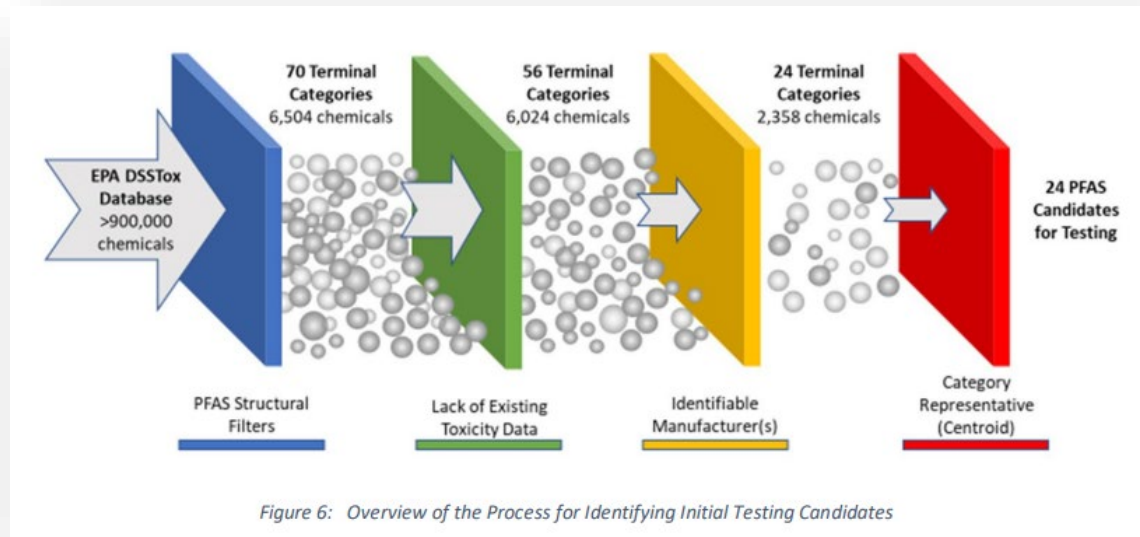 70 Terminal
Categories
6,504 chemicals
56 Terminal
Categories
6,024 chemicals
24 Terminal
Categories
2,358 chemicals
EPA DSSTox
Database
>900,000
chemicals
24 PFAS
Candidates
for Testing
PFAS Structural
Filters
Lack of Existing
Toxicity Data
Identifiable
Manufacturer(s)
Category
Representative
(Centroid)
Figure 6: Overview of the Process for Identifying Initial Testing Candidates